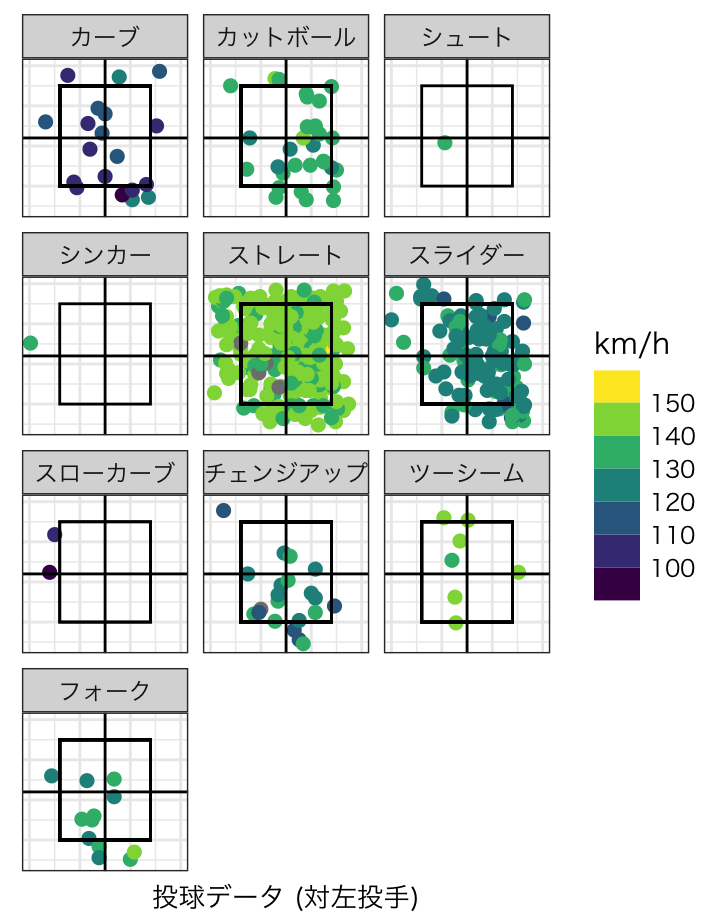 カーブ
カットボール
シュート
シンカー
ストレート
スライダー
スローカーブ
チェンジアップ
ツーシーム
フォーク
km/h
150
140
130
120
110
100
投球データ (対左投手)